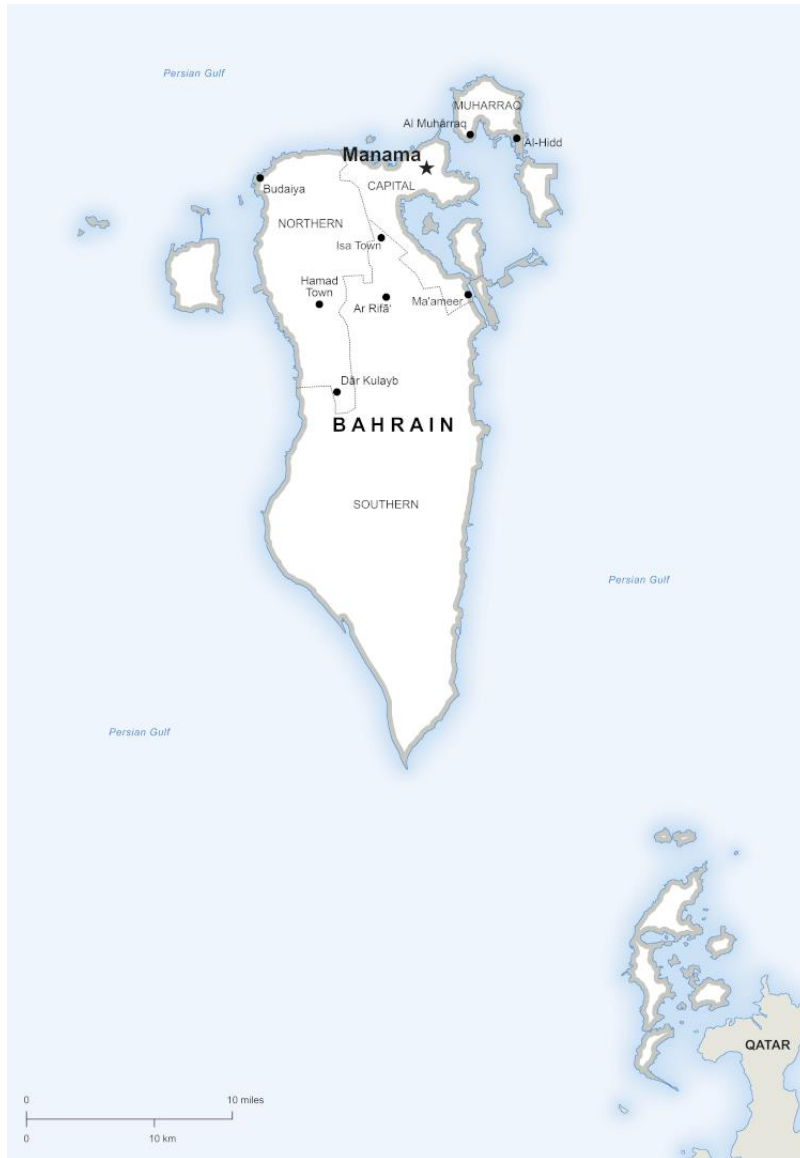 Persian Gulf
MUHARRAQ
Al Muḥarraq
Al-Hidd
Manama
Budaiya
CAPITAL
NORTHERN
Isa Town
Hamad
Town
Ar Rifā'
Ma'ameer
Dār Kulayb
BAHRAIN
SOUTHERN
Persian Gulf
Persian Gulf
QATAR
0 10 miles
0 10 km